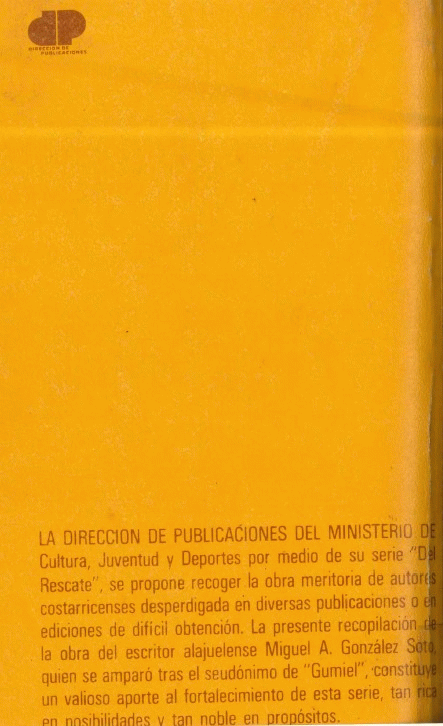 dp
DIRECCION DE
PUBLICACIONES
LA DIRECCION DE PUBLICACIONES DEL MINISTERIO DE
Cultura, Juventud y Deportes por medio de su serie "Del
Rescate", se propone recoger la obra meritoria de autores
costarricenses desperdigada en diversas publicaciones o en
ediciones de difícil obtención. La presente recopilación de
la obra del escritor alajuelense Miguel A. González Soto,
quien se amparó tras el seudónimo de "Gumiel", constituye
un valioso aporte al fortalecimiento de esta serie, tan rica
en posibilidades y tan noble en propósitos.